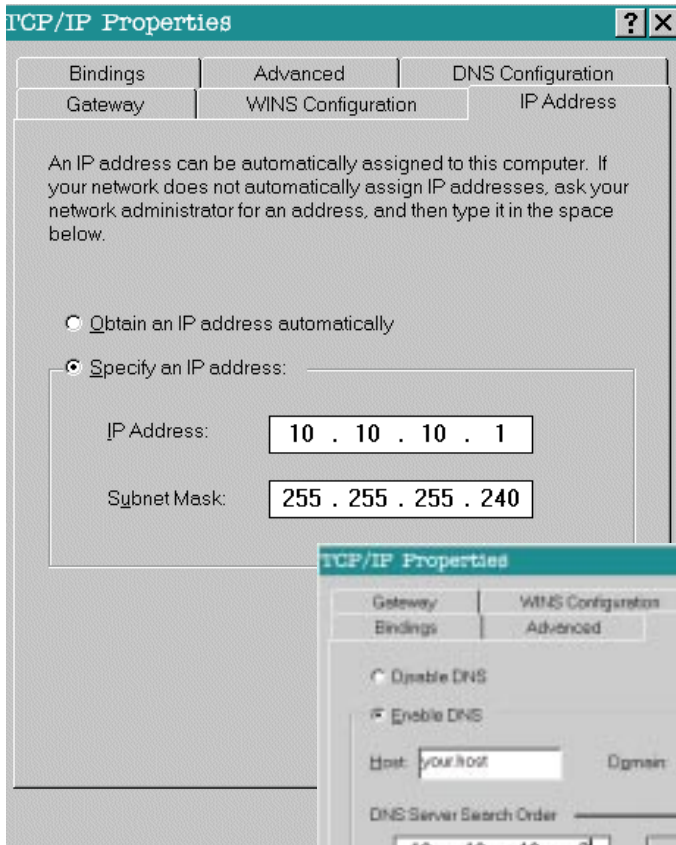 TCP/IP Properties
? X
Bindings Advanced DNS Configuration
Gateway WINS Configuration IP Address
An IP address can be automatically assigned to this computer. If
your network does not automatically assign IP addresses, ask your
network administrator for an address, and then type it in the space
below.
Obtain an IP address automatically
Specify an IP address:
IP Address: 10 . 10 . 10 . 1
Subnet Mask: 255 . 255 . 255 . 240
TCP/IP Properties
Gateway WINS Configuration
Bindings Advanced
Disable DNS
Enable DNS
Host: your.host Domain:
DNS Server Search Order